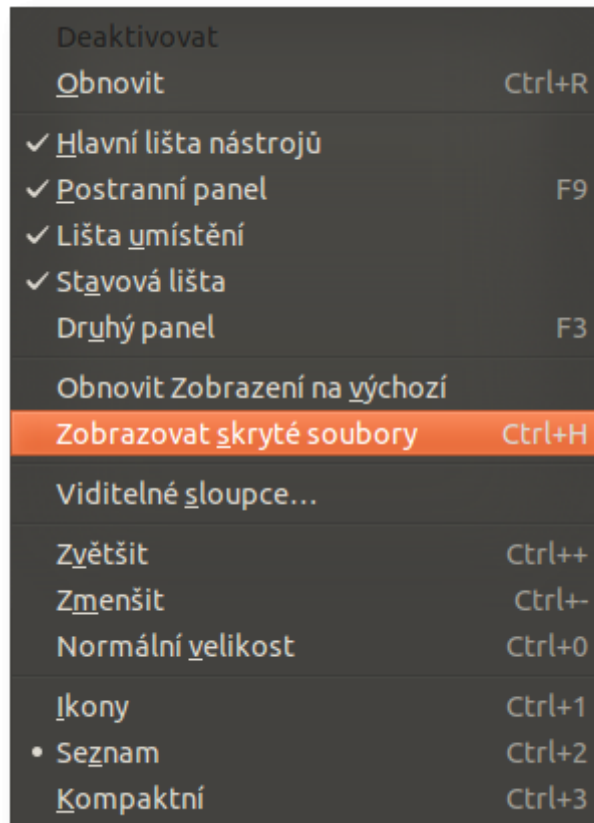 Deaktivovat
Obnovit Ctrl+R
Hlavní lišta nástrojů
Postranní panel F9
Lišta umístění
Stavová lišta
Druhý panel F3
Obnovit Zobrazení na výchozí
Zobrazovat skryté soubory Ctrl+H
Viditelné sloupce…
Zvětšit Ctrl++
Zmenšit Ctrl+-
Normální velikost Ctrl+0
Ikony Ctrl+1
Seznam Ctrl+2
Kompaktní Ctrl+3